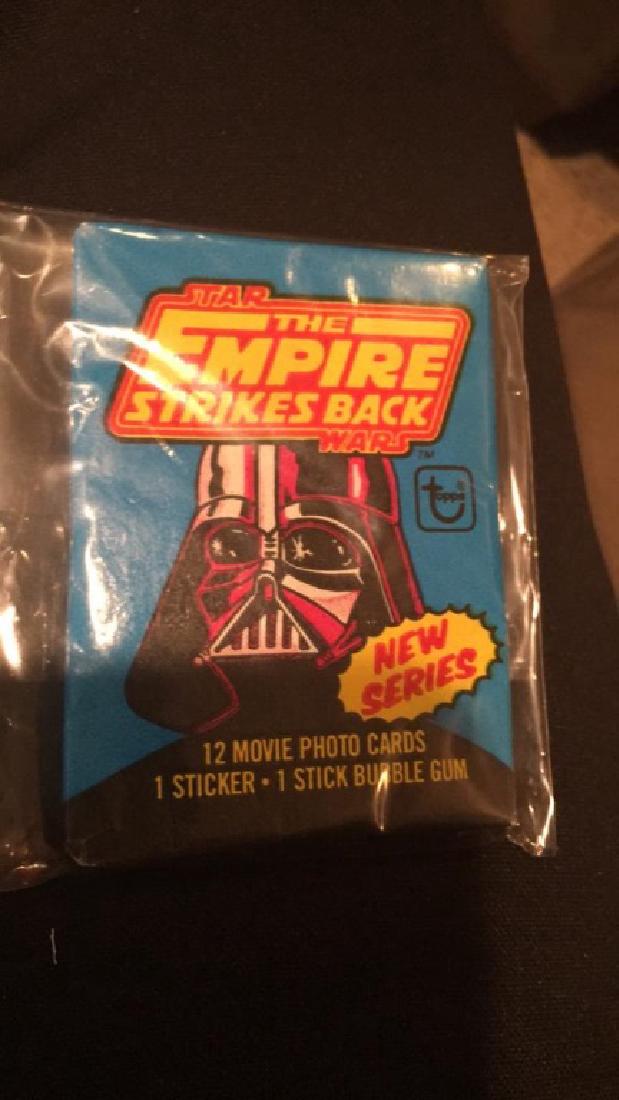 STAR
THE
EMPIRE
STRIKES BACK
WARS
TM
topps
NEW
SERIES
12 MOVIE PHOTO CARDS
1 STICKER • 1 STICK BUBBLE GUM